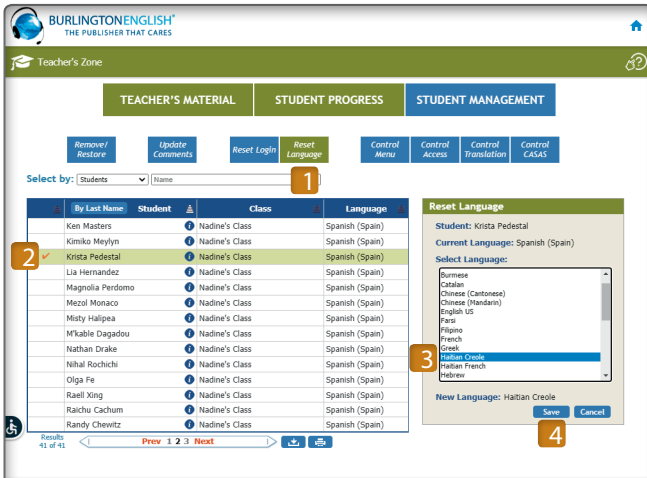 BURLINGTONENGLISH®
THE PUBLISHER THAT CARES
Teacher's Zone
TEACHER'S MATERIAL STUDENT PROGRESS STUDENT MANAGEMENT
Remove/ Restore Update Comments Reset Login Reset Language Control Menu Control Access Control Translation Control CASAS
Select by: Students Name
1
By Last Name Student Class Language
Ken Masters Nadine's Class Spanish (Spain)
Kimiko Meylyn Nadine's Class Spanish (Spain)
2 Krista Pedestal Nadine's Class Spanish (Spain)
Lia Hernandez Nadine's Class Spanish (Spain)
Magnolia Perdomo Nadine's Class Spanish (Spain)
Mezol Monaco Nadine's Class Spanish (Spain)
Misty Halipea Nadine's Class Spanish (Spain)
M'kable Dagadou Nadine's Class Spanish (Spain)
Nathan Drake Nadine's Class Spanish (Spain)
Nihal Rochichi Nadine's Class Spanish (Spain)
Olga Fe Nadine's Class Spanish (Spain)
Raell Xing Nadine's Class Spanish (Spain)
Raichu Cachum Nadine's Class Spanish (Spain)
Randy Chewitz Nadine's Class Spanish (Spain)
Results
41 of 41
Prev 1 2 3 Next
Reset Language
Student: Krista Pedestal
Current Language: Spanish (Spain)
Select Language:
Burmese
Catalan
Chinese (Cantonese)
Chinese (Mandarin)
English US
Farsi
Filipino
French
Greek
3 Haitian Creole
Haitian French
Hebrew
New Language: Haitian Creole
Save Cancel
4